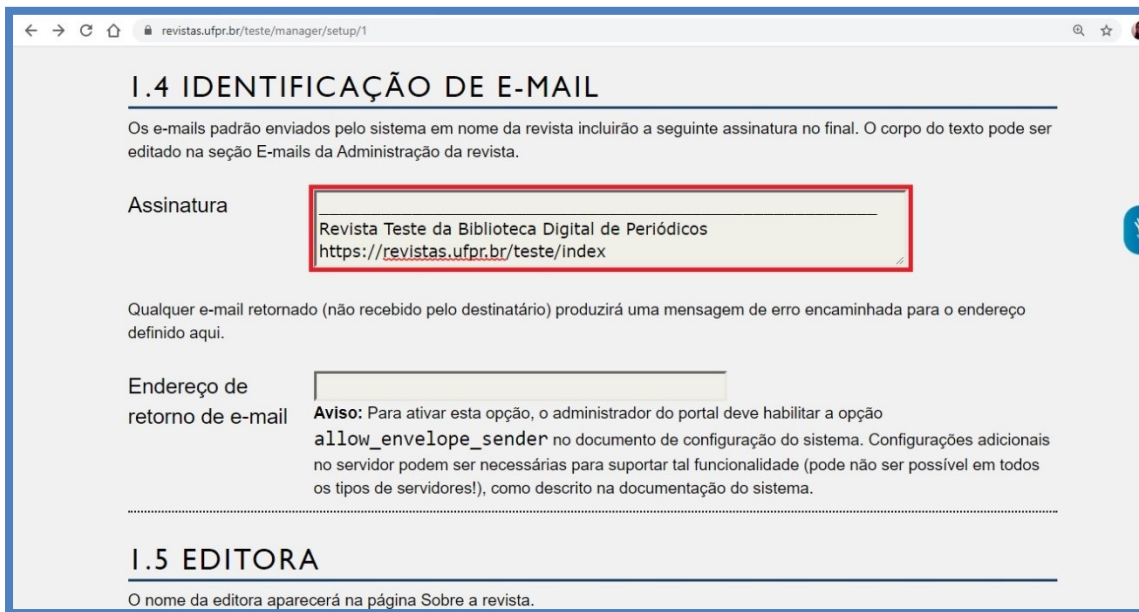 revistas.ufpr.br/teste/manager/setup/1
1.4 IDENTIFICAÇÃO DE E-MAIL
Os e-mails padrão enviados pelo sistema em nome da revista incluirão a seguinte assinatura no final. O corpo do texto pode ser
editado na seção E-mails da Administração da revista.
Assinatura
Revista Teste da Biblioteca Digital de Periódicos
https://revistas.ufpr.br/teste/index
Qualquer e-mail retornado (não recebido pelo destinatário) produzirá uma mensagem de erro encaminhada para o endereço
definido aqui.
Endereço de
retorno de e-mail
Aviso: Para ativar esta opção, o administrador do portal deve habilitar a opção
allow_envelope_sender no documento de configuração do sistema. Configurações adicionais
no servidor podem ser necessárias para suportar tal funcionalidade (pode não ser possível em todos
os tipos de servidores!), como descrito na documentação do sistema.
1.5 EDITORA
O nome da editora aparecerá na página Sobre a revista.